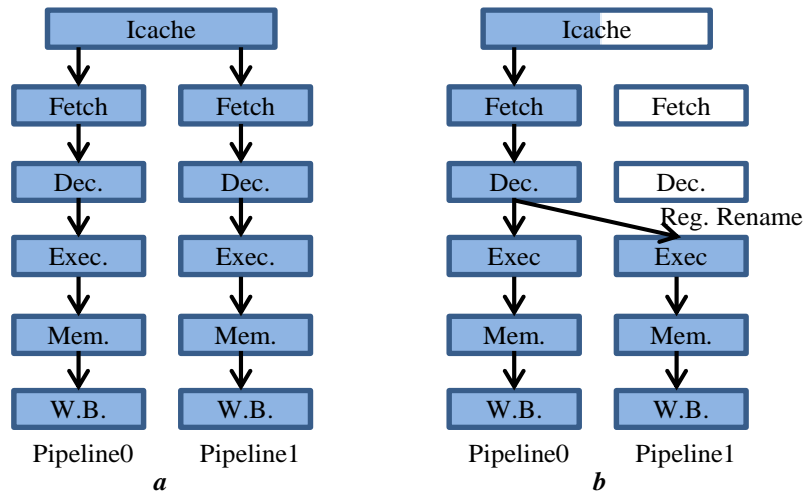 Icache
Fetch
Fetch
Dec.
Dec.
Exec.
Exec.
Mem.
Mem.
W.B.
W.B.
Pipeline0
Pipeline1
a
Icache
Fetch
Fetch
Dec.
Dec.
Reg. Rename
Exec
Exec
Mem.
Mem.
W.B.
W.B.
Pipeline0
Pipeline1
b